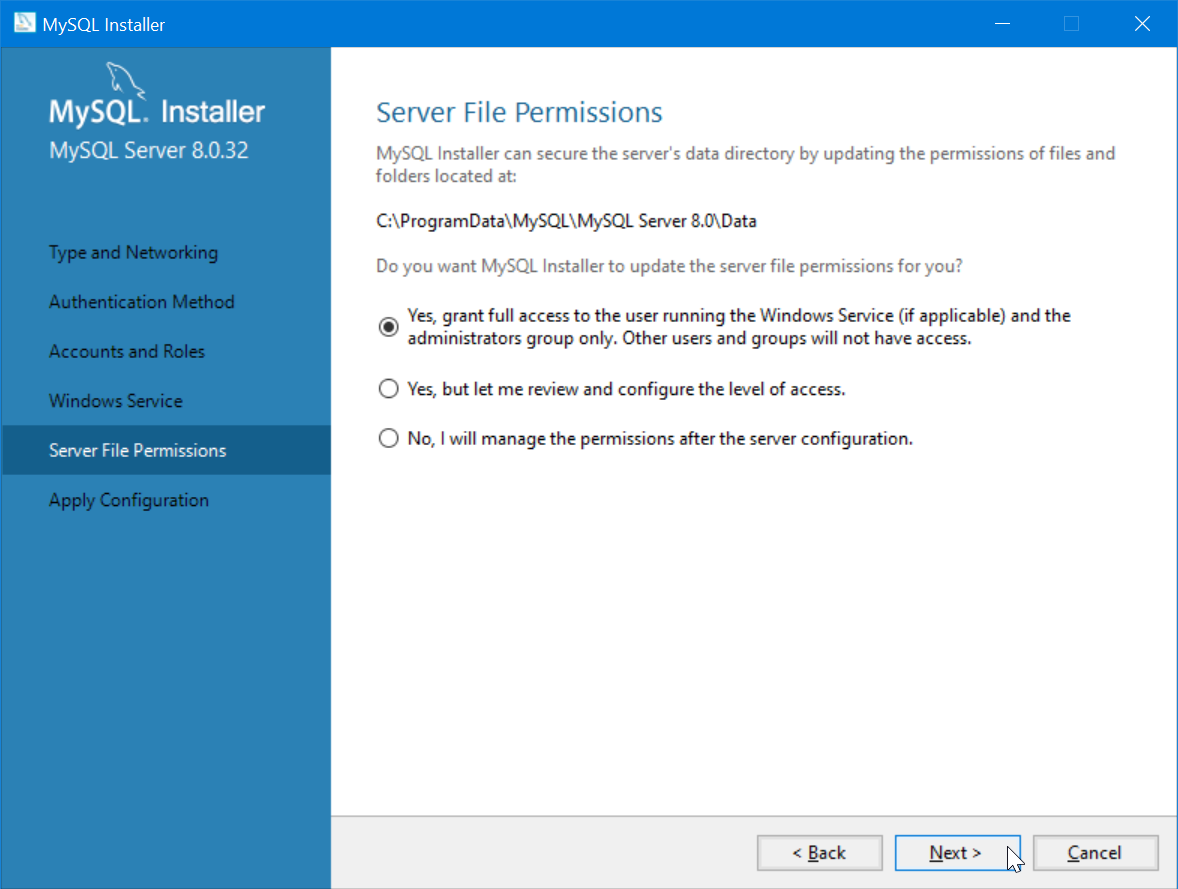 MySQL Installer
MySQL. Installer
MySQL Server 8.0.32
Type and Networking
Authentication Method
Accounts and Roles
Windows Service
Server File Permissions
Apply Configuration
Server File Permissions
MySQL Installer can secure the server's data directory by updating the permissions of files and
folders located at:
C:\ProgramData\MySQL\MySQL Server 8.0\Data
Do you want MySQL Installer to update the server file permissions for you?
Yes, grant full access to the user running the Windows Service (if applicable) and the
administrators group only. Other users and groups will not have access.
Yes, but let me review and configure the level of access.
No, I will manage the permissions after the server configuration.
< Back
Next >
Cancel